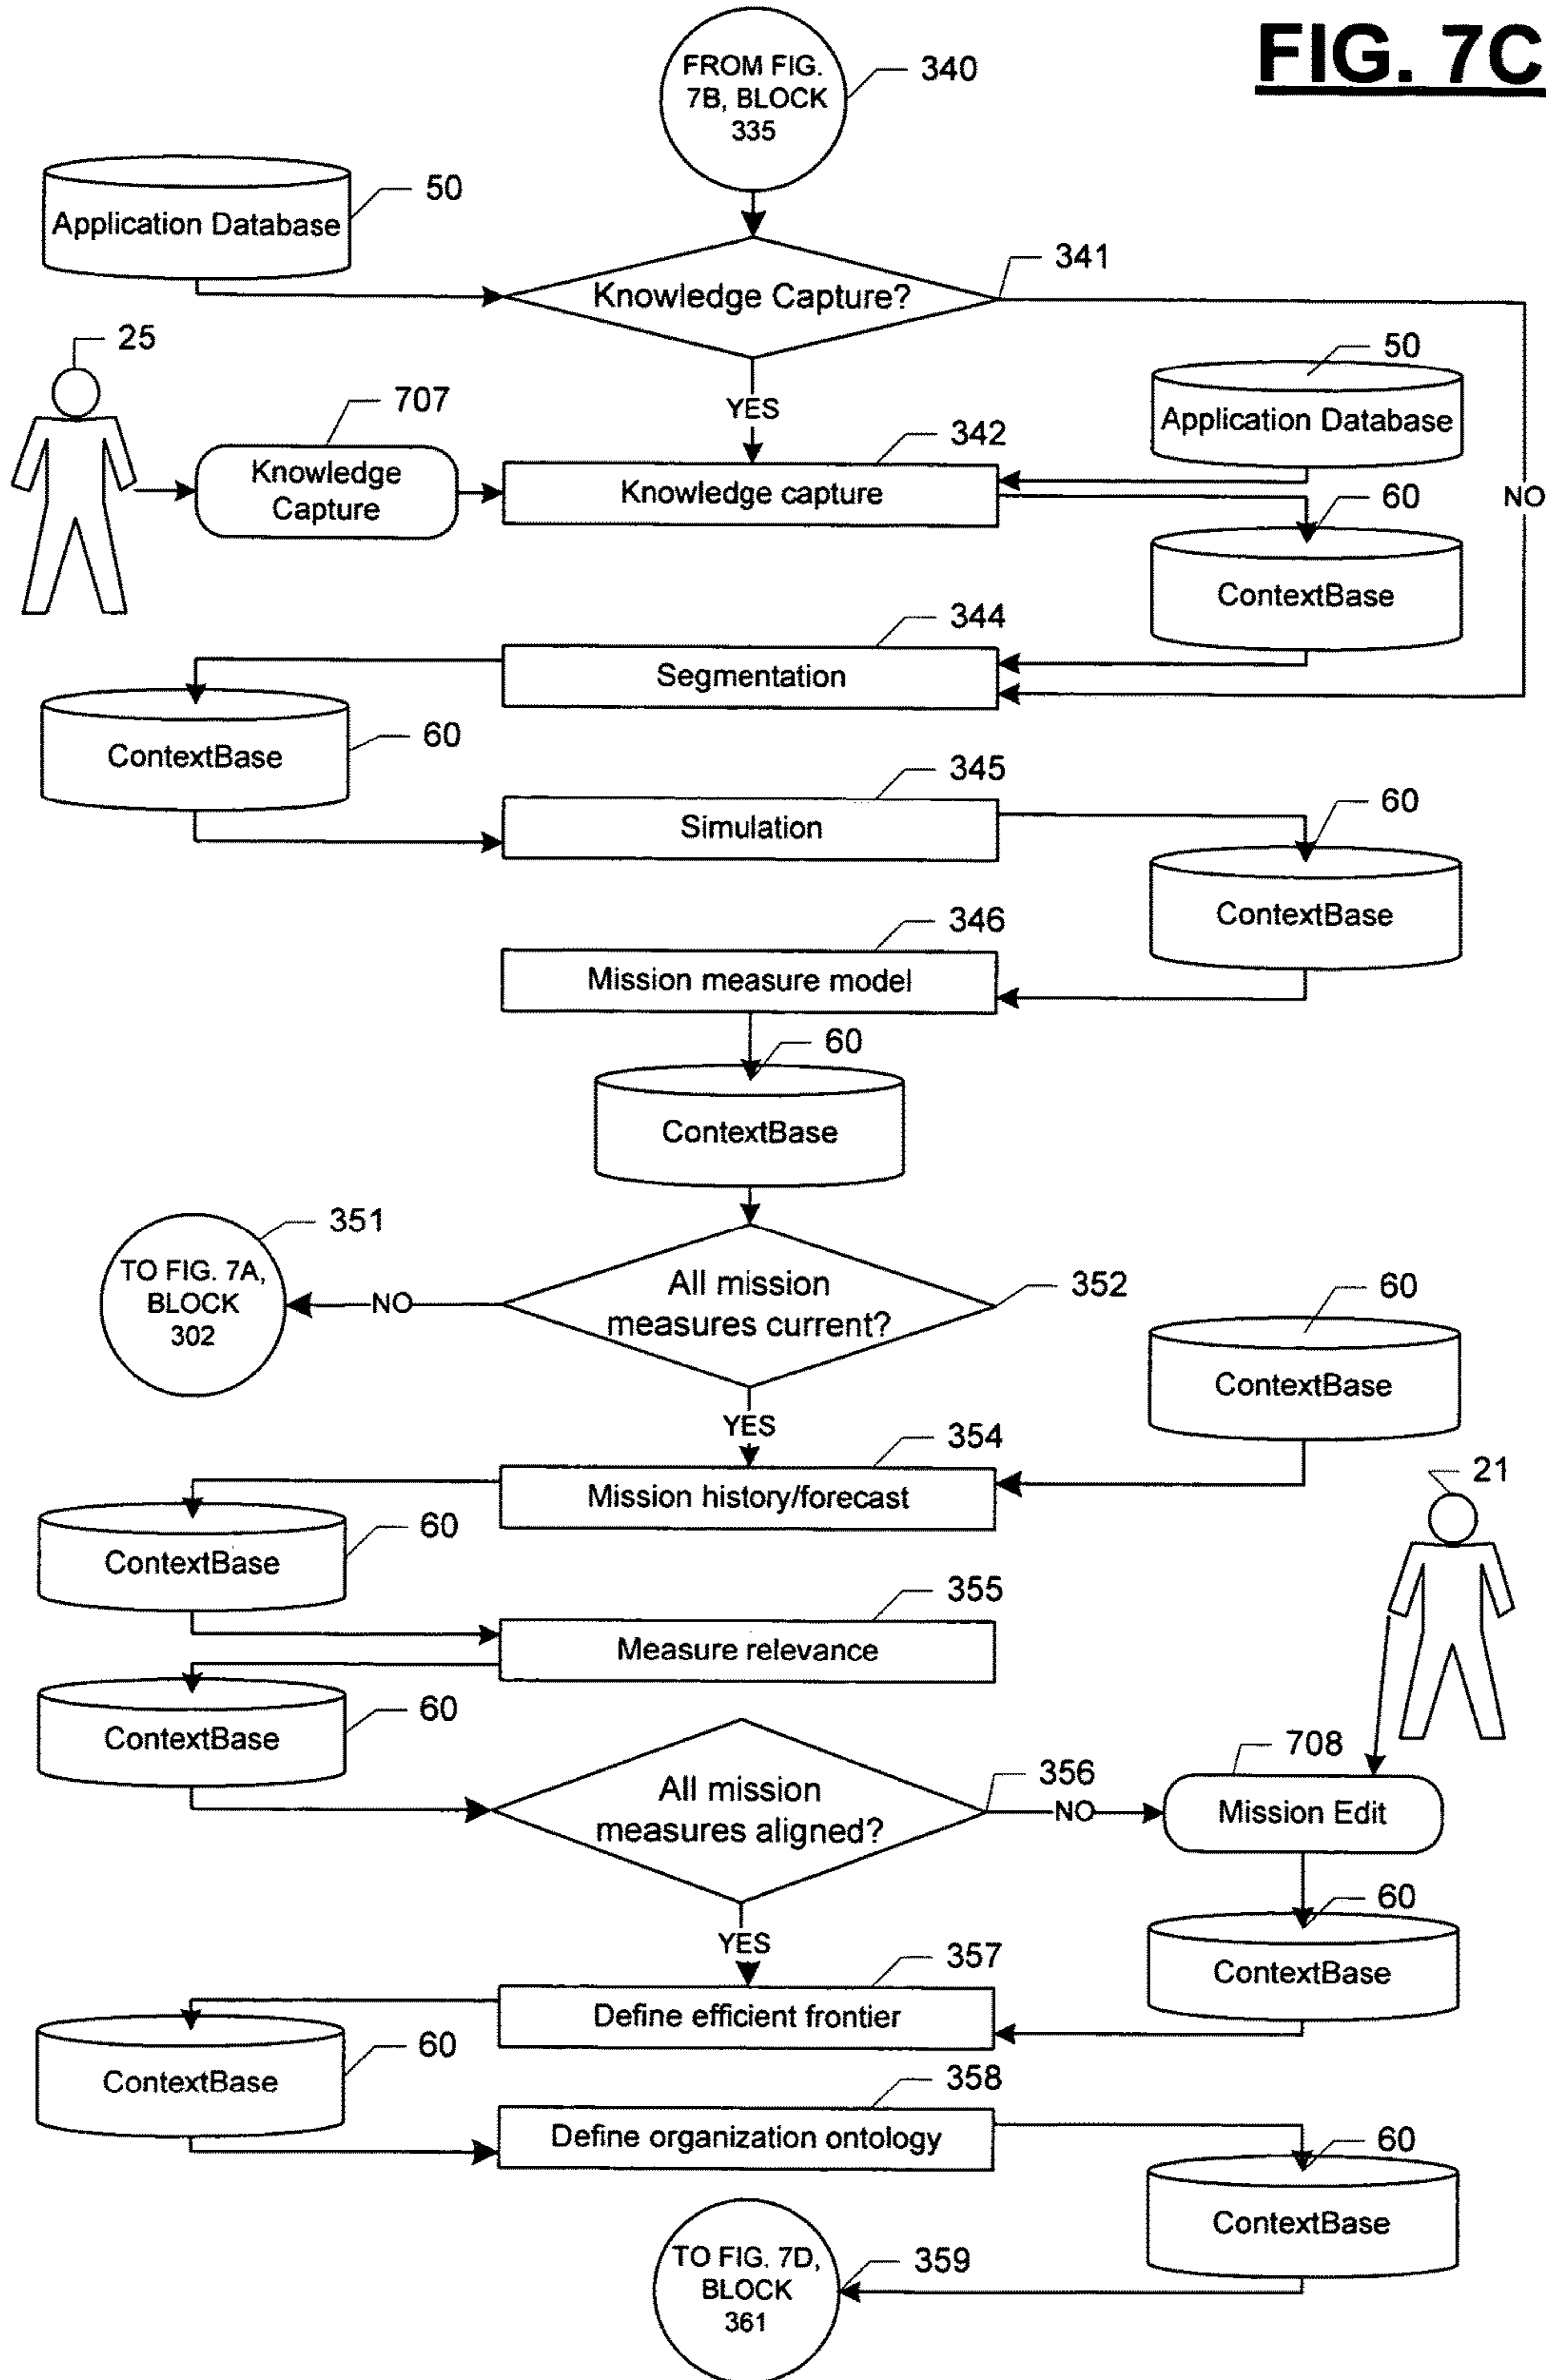 FIG. 7C
FROM FIG.
7B, BLOCK
335
340
Application Database
50
Knowledge Capture?
341
25
50
Application Database
YES
707
Knowledge
Capture
342
Knowledge capture
60
NO
ContextBase
344
Segmentation
ContextBase
60
345
Simulation
60
ContextBase
346
Mission measure model
60
ContextBase
351
TO FIG. 7A,
BLOCK
302
NO
All mission
measures current?
352
60
ContextBase
YES
354
Mission history/forecast
21
ContextBase
60
355
Measure relevance
ContextBase
60
All mission
measures aligned?
356
NO
708
Mission Edit
60
ContextBase
YES
357
Define efficient frontier
ContextBase
60
358
Define organization ontology
60
ContextBase
TO FIG. 7D,
BLOCK
361
359